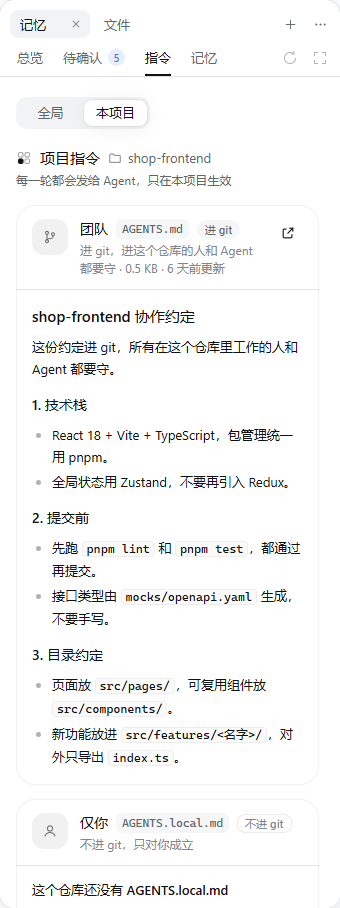 记忆 × 文件 + ...
总览 待确认 5 指令 记忆
全局 本项目
项目指令 shop-frontend
每一轮都会发给 Agent，只在本项目生效
团队 AGENTS.md 进 git
进 git，进这个仓库的人和 Agent
都要守 · 0.5 KB · 6 天前更新
shop-frontend 协作约定
这份约定进 git，所有在这个仓库里工作的人和
Agent 都要守。
1. 技术栈
React 18 + Vite + TypeScript，包管理统一
用 pnpm。
全局状态用 Zustand，不要再引入 Redux。
2. 提交前
先跑 pnpm lint 和 pnpm test，都通过
再提交。
接口类型由 mocks/openapi.yaml 生成，
不要手写。
3. 目录约定
页面放 src/pages/，可复用组件放
src/components/。
新功能放进 src/features/<名字>/，对
外只导出 index.ts。
仅你 AGENTS.local.md 不进 git
不进 git，只对你成立
这个仓库还没有 AGENTS.local.md